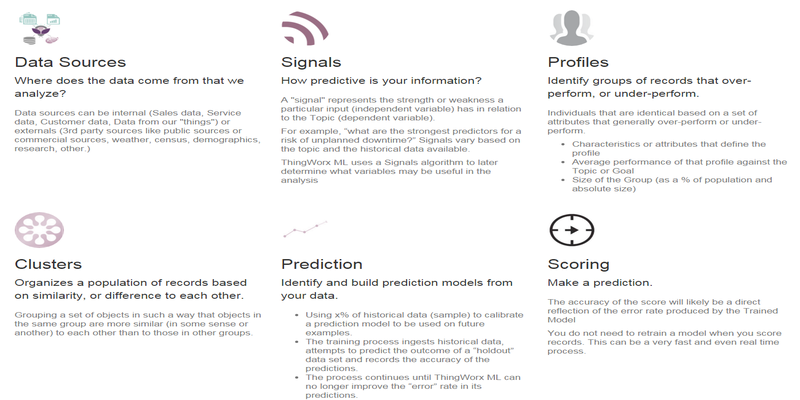 Data Sources
Where does the data come from that we
analyze?
Data sources can be internal (Sales data, Service
data, Customer data, Data from our "things") or
externals (3rd party sources like public sources or
commercial sources, weather, census, demographics,
research, other.)
Signals
How predictive is your information?
A "signal" represents the strength or weakness a
particular input (independent variable) has in relation
to the Topic (dependent variable).
For example, "what are the strongest predictors for a
risk of unplanned downtime?" Signals vary based on
the topic and the historical data available.
ThingWorx ML uses a Signals algorithm to later
determine what variables may be useful in the
analysis
Profiles
Identify groups of records that over-
perform, or under-perform.
Individuals that are identical based on a set of
attributes that generally over-perform or under-
perform.
• Characteristics or attributes that define the
profile
• Average performance of that profile against the
Topic or Goal
• Size of the Group (as a % of population and
absolute size)
Clusters
Organizes a population of records based
on similarity, or difference to each other.
Grouping a set of objects in such a way that objects in
the same group are more similar (in some sense or
another) to each other than to those in other groups.
Prediction
Identify and build prediction models from
your data.
• Using x% of historical data (sample) to calibrate
a prediction model to be used on future
examples.
• The training process ingests historical data,
attempts to predict the outcome of a "holdout"
data set and records the accuracy of the
predictions.
• The process continues until ThingWorx ML can
no longer improve the "error" rate in its
predictions.
Scoring
Make a prediction.
The accuracy of the score will likely be a direct
reflection of the error rate produced by the Trained
Model
You do not need to retrain a model when you score
records. This can be a very fast and even real time
process.